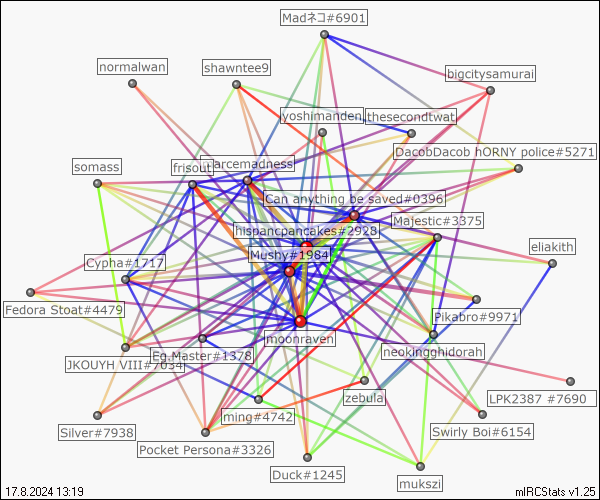 Madネコ#6901
normalwan
shawntee9
bigcitysamurai
yoshimanden
thesecondtwat
DacobDacob hORNY police#5271
somass
frisout
marcemadness
Can anything be saved#0396
Majestic#3375
hispancpancakes#2928
Mushy#1984
eliakith
Cypha#1717
Fedora Stoat#4479
Pikabro#9971
moonraven
neokingghidorah
JKOUYH VIII#7034
Eg.Master#1378
zebulai
LPK2387 #7690
ming#4742
Silver#7938
Swirly Boi#6154
Pocket Persona#3326
Duck#1245
mukszi
17.8.2024 13:19
mIRCStats v1.25